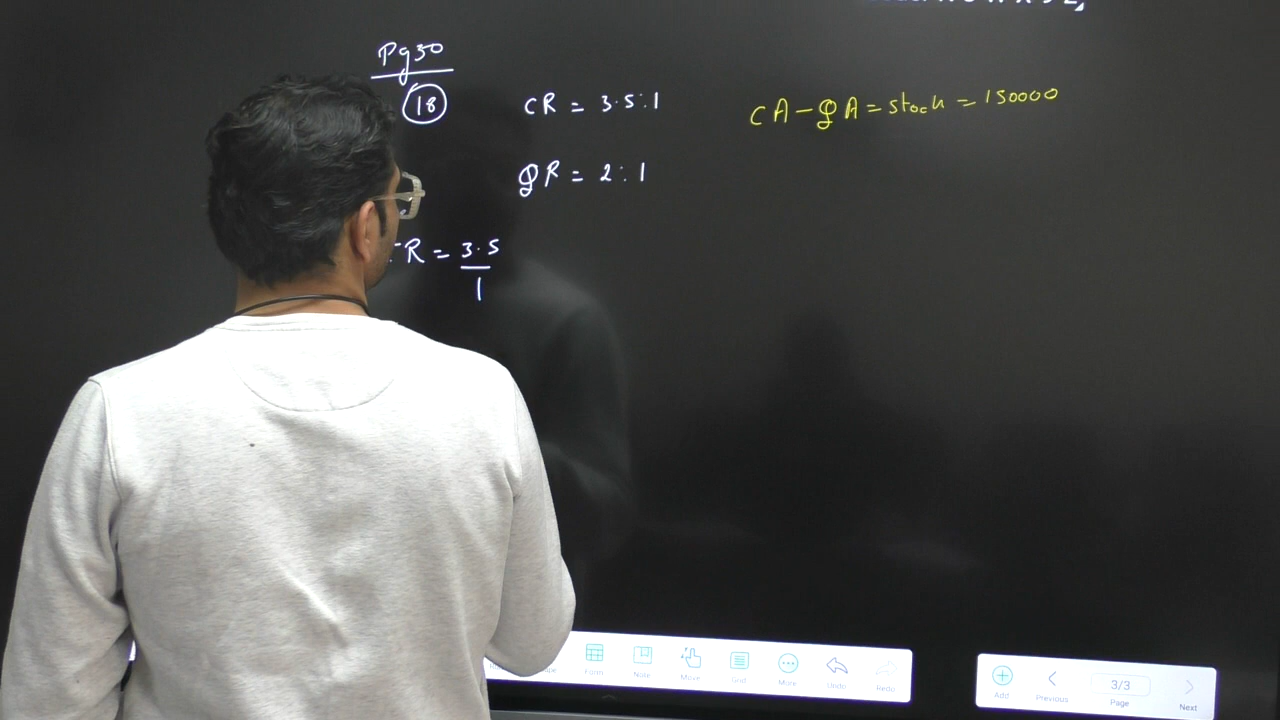 Pg30
18
CR = 3.5:1
CA - QA = stock = 150000
QR = 2:1
R = 3.5
1
Form
Note
Move
Grid
More
Undo
Redo
Add
Previous
3/3
Page
Next